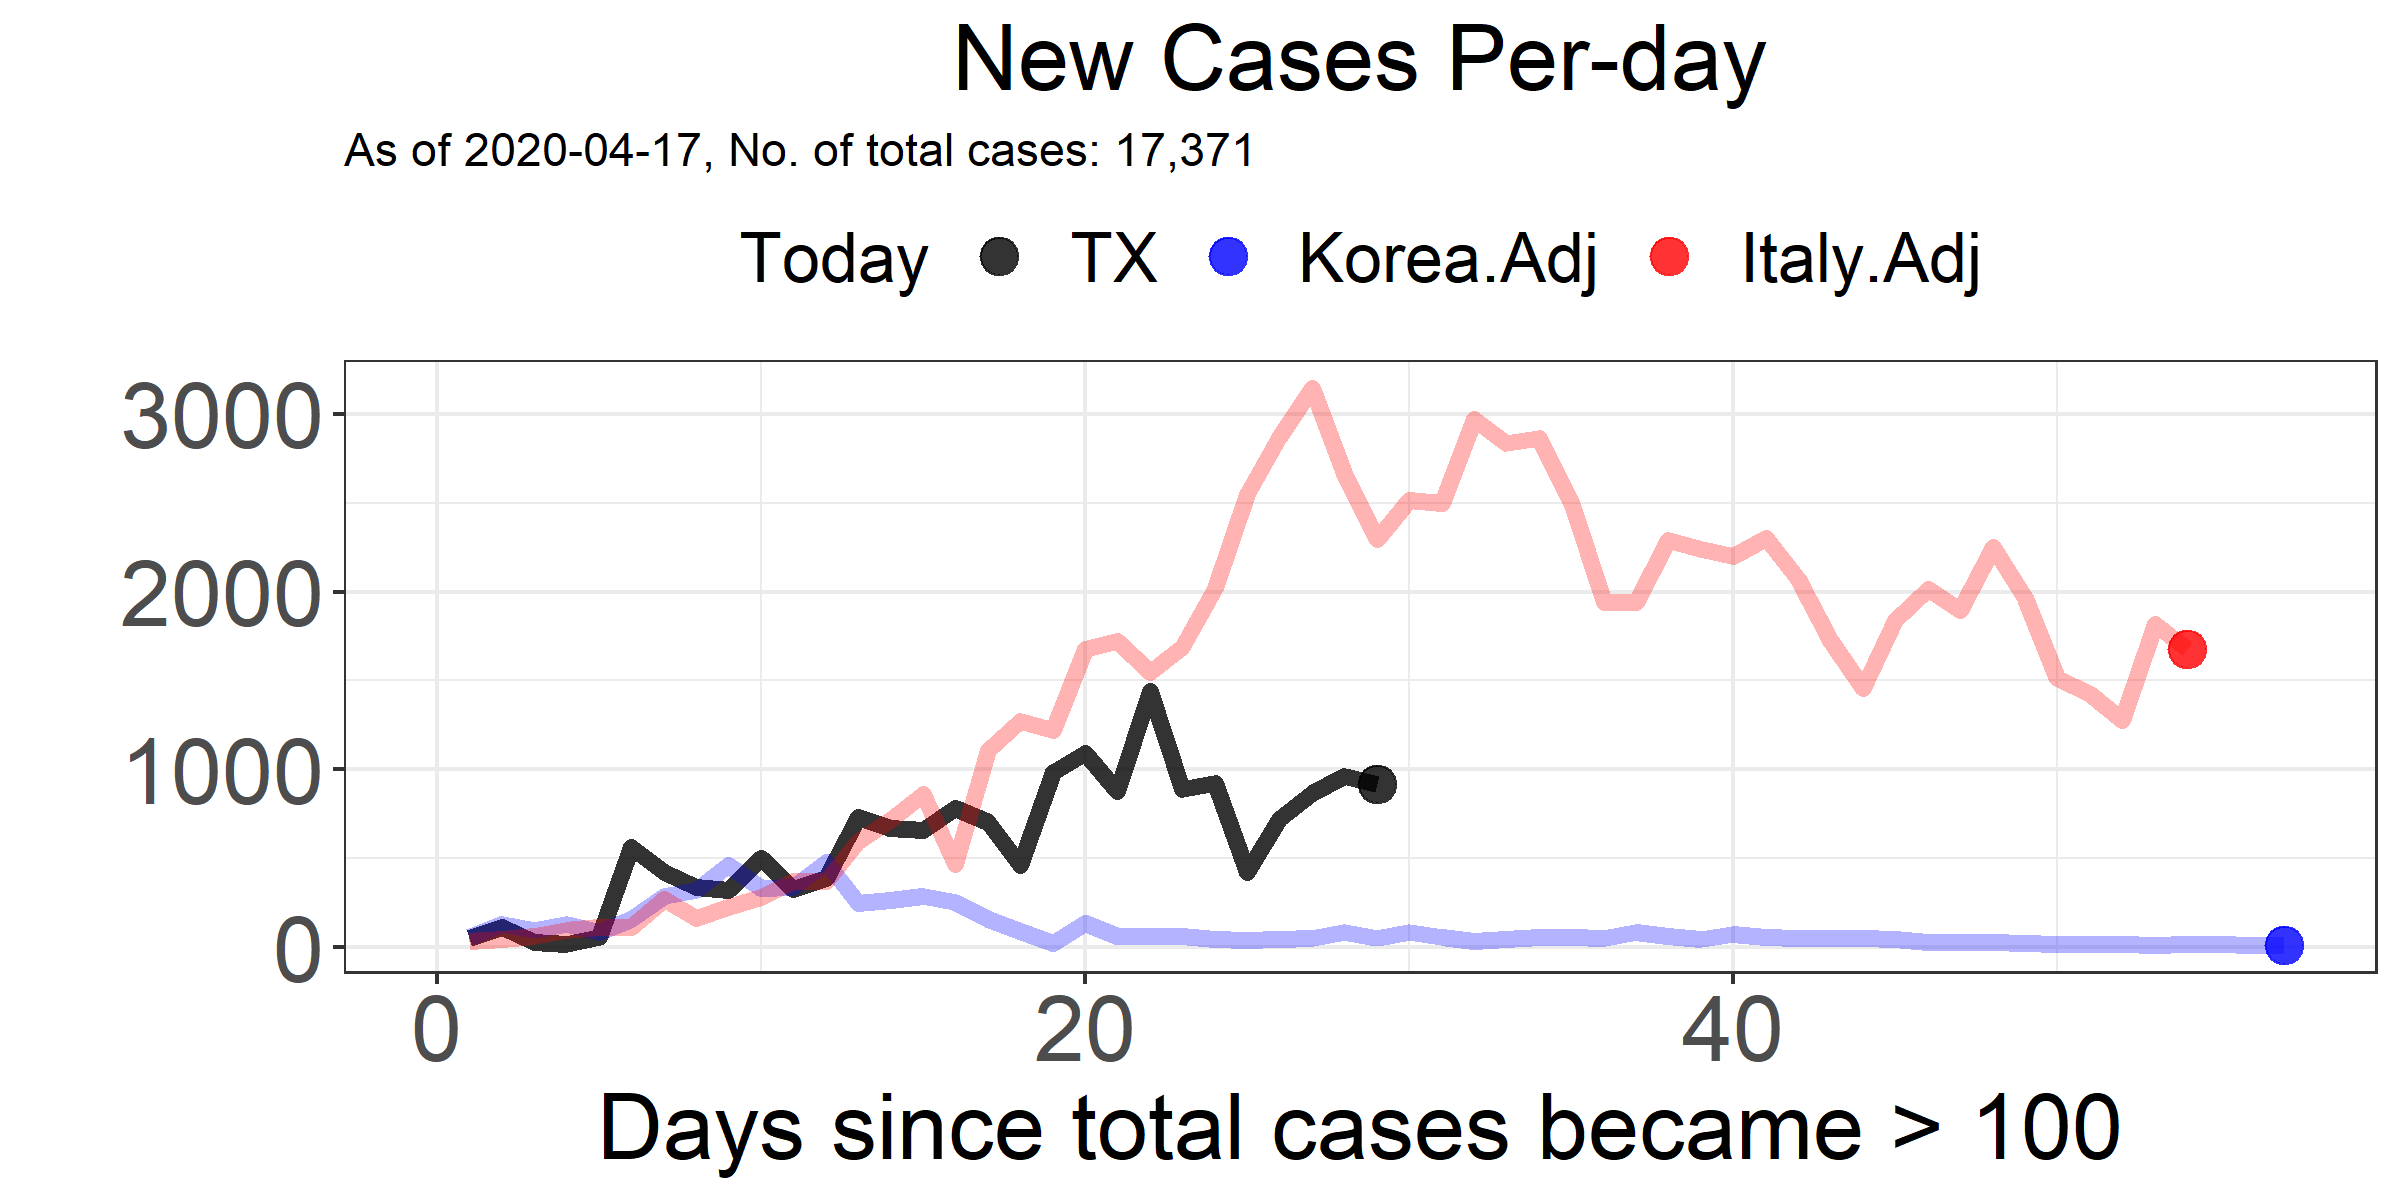 New Cases Per-day
As of 2020-04-17, No. of total cases: 17,371
Today TX Korea.Adj Italy.Adj
3000
2000
1000
0
0 20 40
Days since total cases became > 100